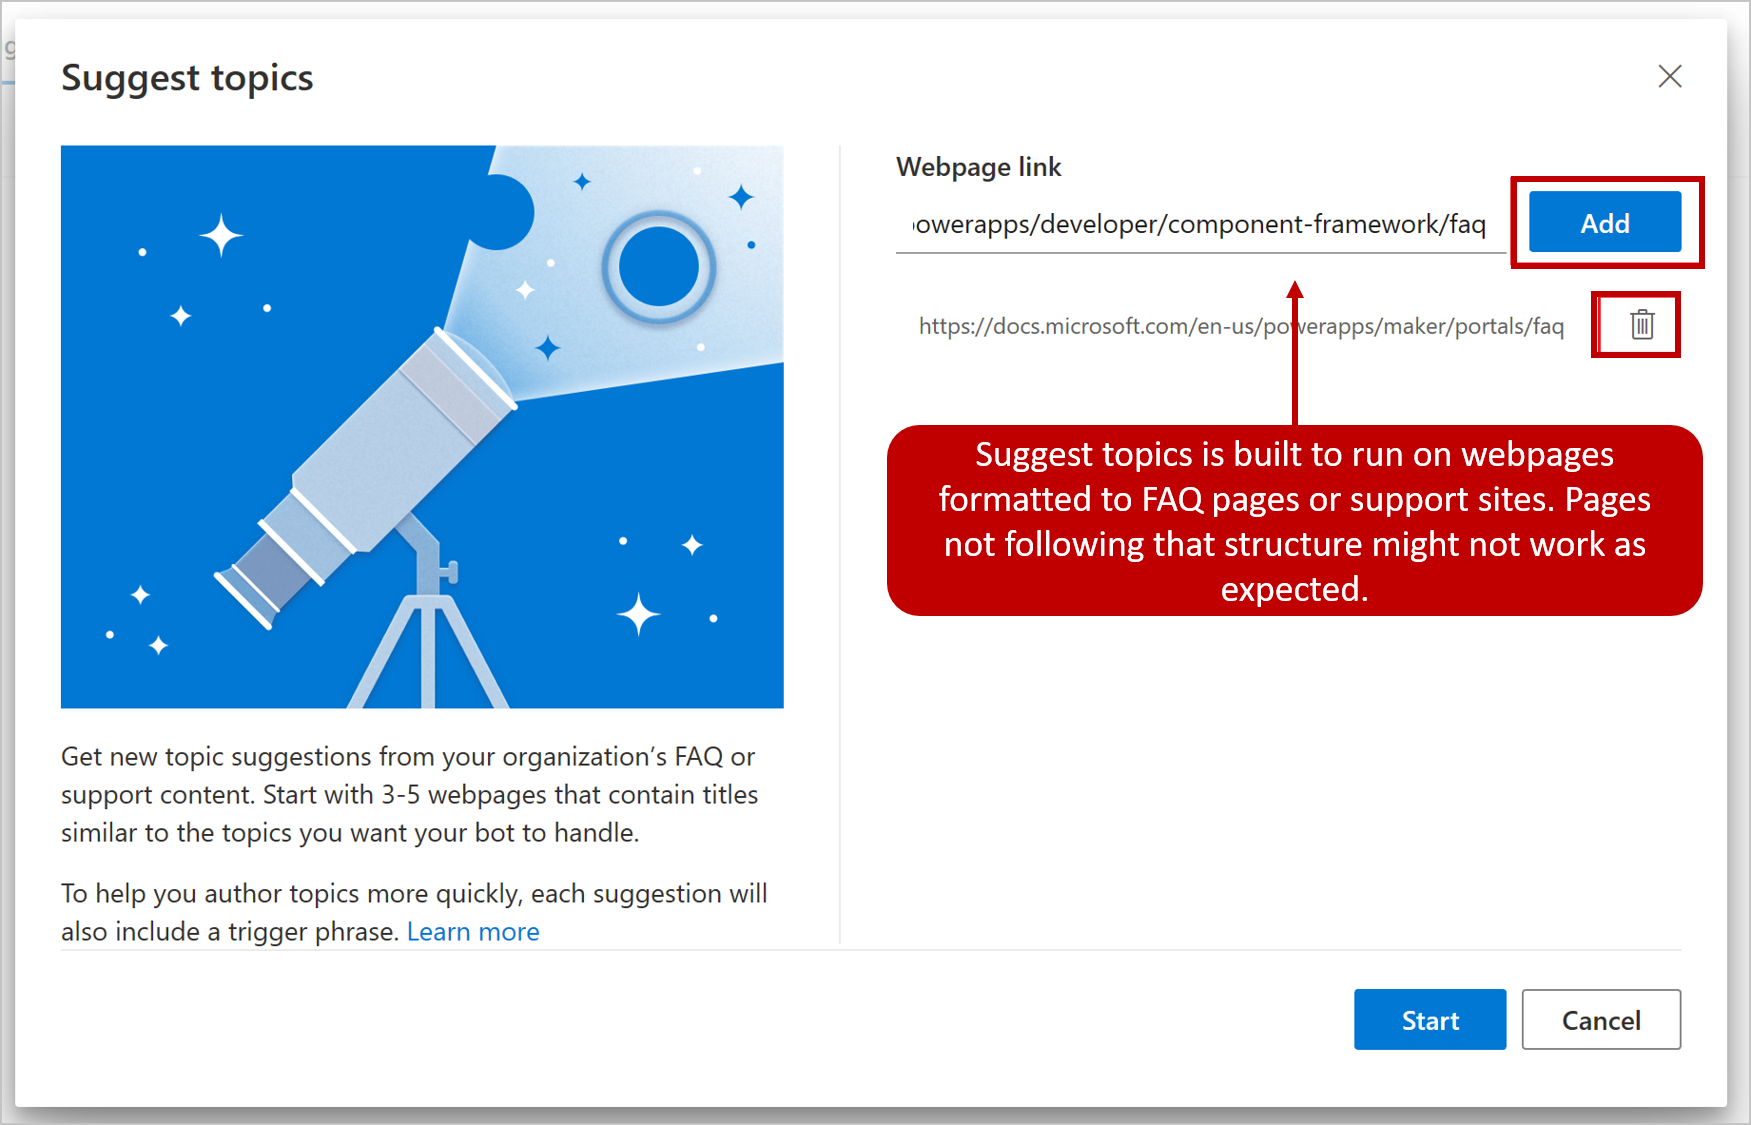 Suggest topics
Webpage link
powerapps/developer/component-framework/faq
Add
https://docs.microsoft.com/en-us/powerapps/maker/portals/faq
Suggest topics is built to run on webpages
formatted to FAQ pages or support sites. Pages
not following that structure might not work as
expected.
Get new topic suggestions from your organization’s FAQ or
support content. Start with 3-5 webpages that contain titles
similar to the topics you want your bot to handle.
To help you author topics more quickly, each suggestion will
also include a trigger phrase. Learn more
Start
Cancel